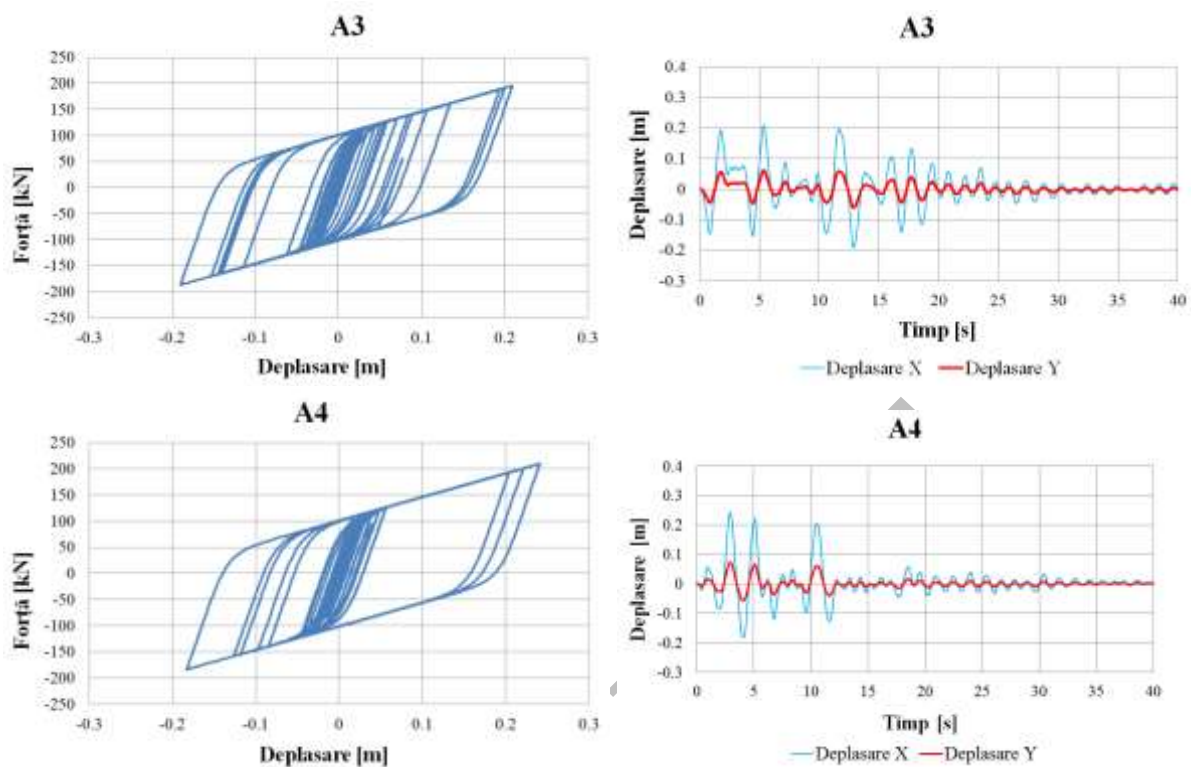 A3
250
200
150
100
50
0
-50
-100
-150
-200
-250
Forță [kN]
-0.3 -0.2 -0.1 0 0.1 0.2 0.3
Deplasare [m]
A3
0.4
0.3
0.2
0.1
0
-0.1
-0.2
-0.3
Deplasare [m]
0 5 10 15 20 25 30 35 40
Timp [s]
Deplasare X Deplasare Y
A4
250
200
150
100
50
0
-50
-100
-150
-200
-250
Forță [kN]
-0.3 -0.2 -0.1 0 0.1 0.2 0.3
Deplasare [m]
A4
0.4
0.3
0.2
0.1
0
-0.1
-0.2
-0.3
Deplasare [m]
0 5 10 15 20 25 30 35 40
Timp [s]
Deplasare X Deplasare Y